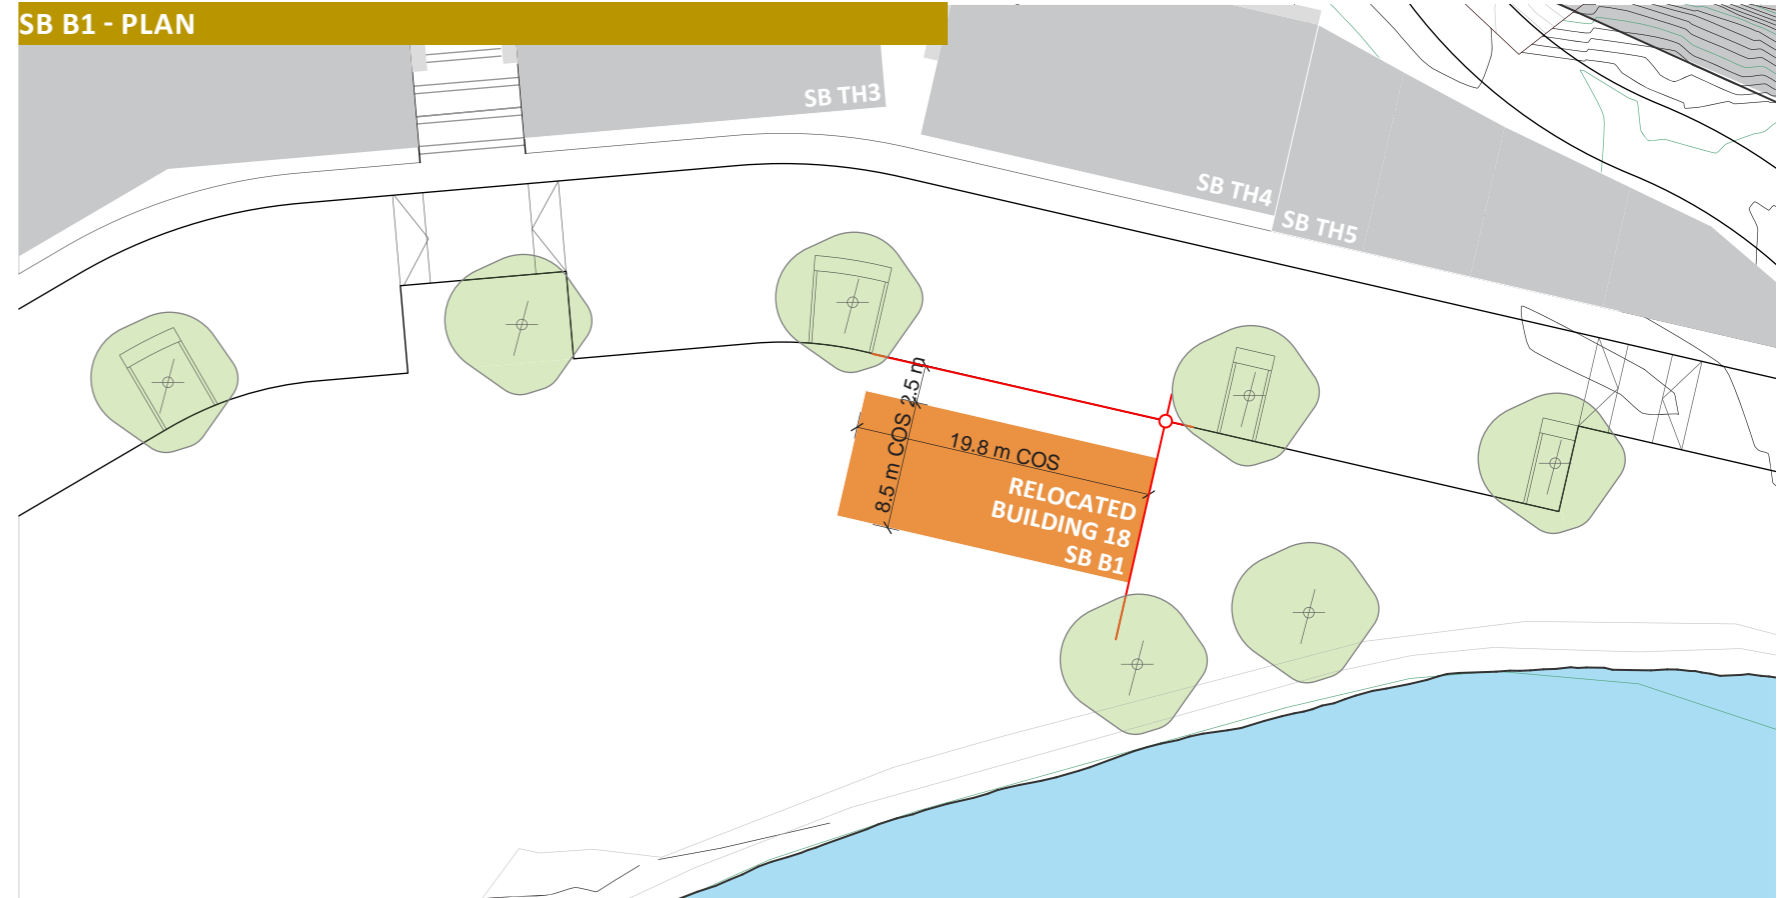 SB B1 - PLAN
SB TH3
SB TH4
SB TH5
2.5 m
8.5 m COS
19.8 m COS
RELOCATED
BUILDING 18
SB B1